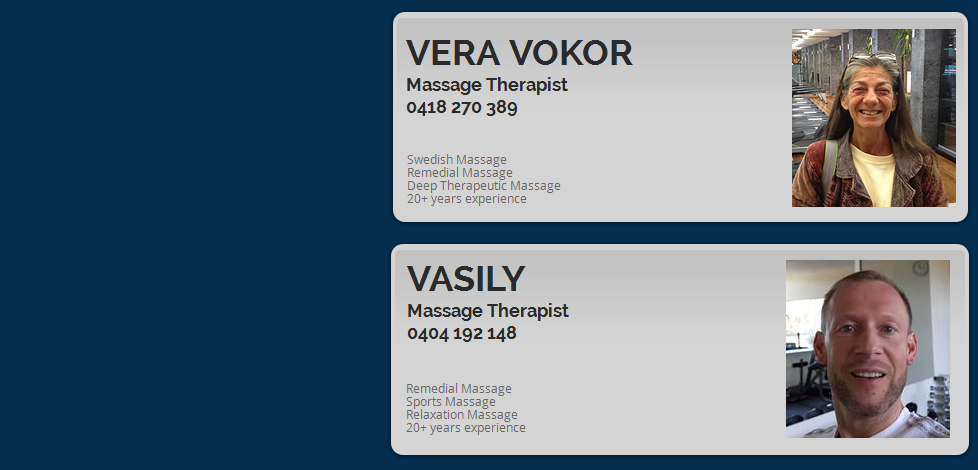 VERA VOKOR
Massage Therapist
0418 270 389
Swedish Massage
Remedial Massage
Deep Therapeutic Massage
20+ years experience
VASILY
Massage Therapist
0404 192 148
Remedial Massage
Sports Massage
Relaxation Massage
20+ years experience